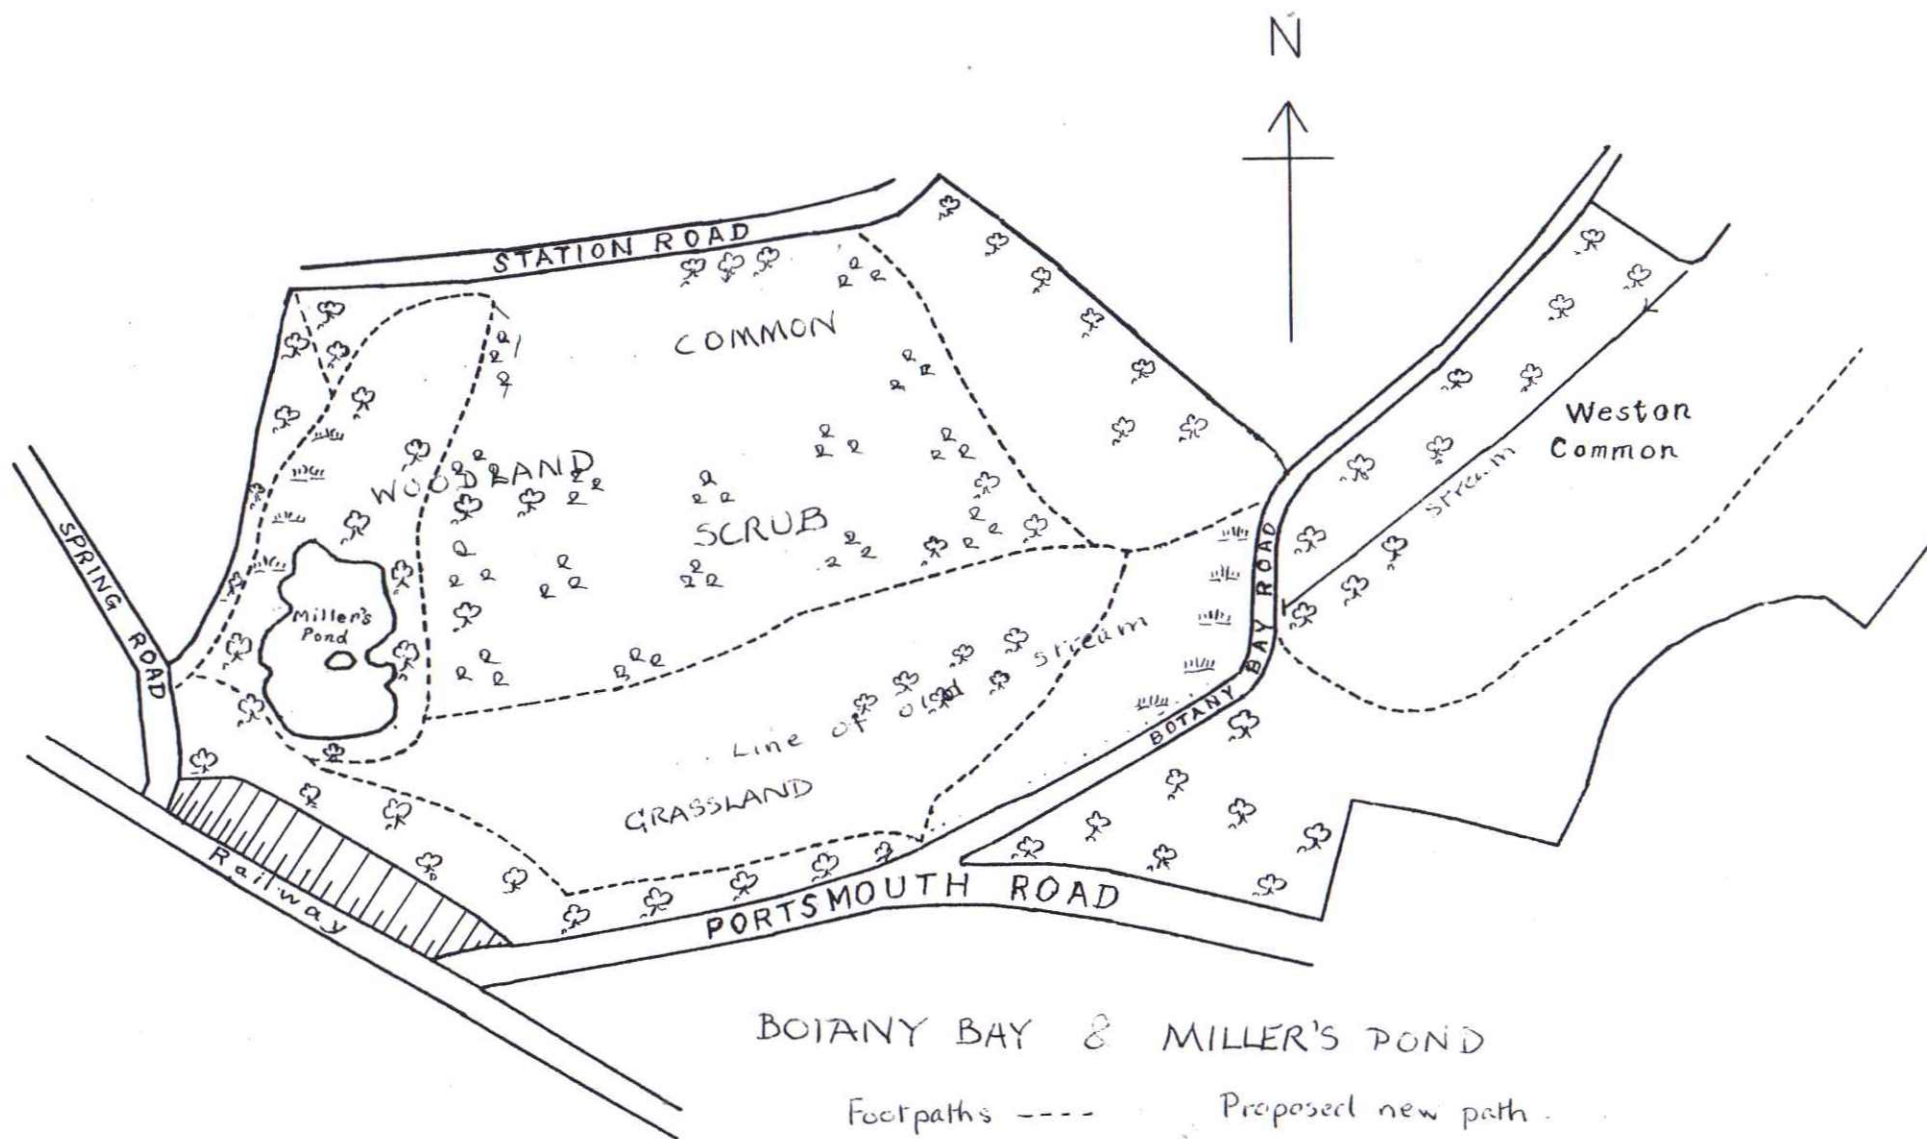 N
STATION ROAD
COMMON
Weston
Common
stream
WOODLAND
SCRUB
SPRING ROAD
Miller's
Pond
BOTANY BAY ROAD
Line of old stream
GRASSLAND
Railway
PORTSMOUTH ROAD
BOTANY BAY & MILLER'S POND
Footpaths ---- Proposed new path .